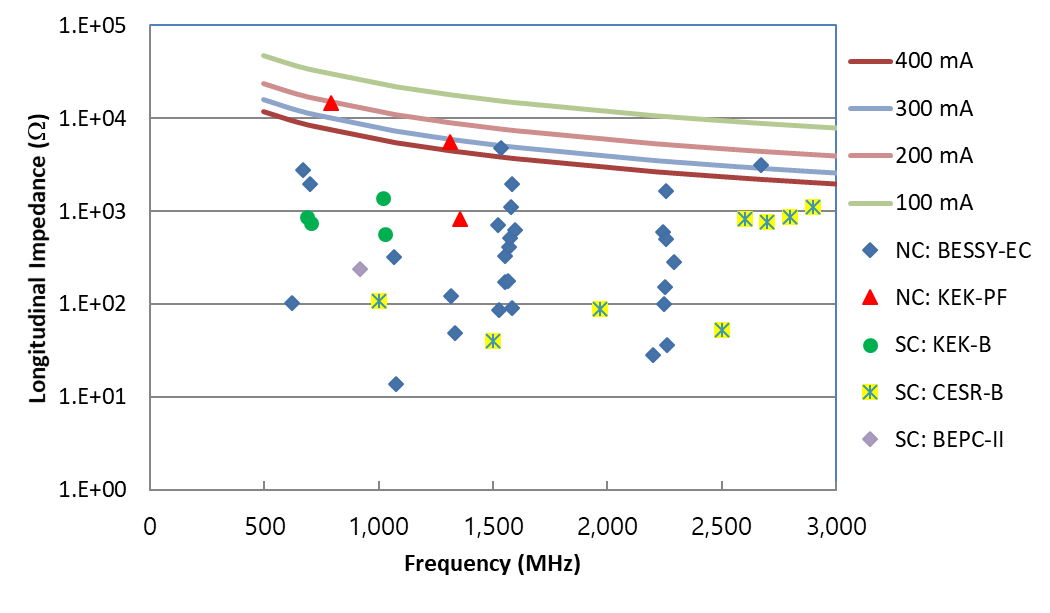 1.E+05
1.E+04
1.E+03
1.E+02
1.E+01
1.E+00
Longitudinal Impedance (Ω)
0
500
1,000
1,500
2,000
2,500
3,000
Frequency (MHz)
400 mA
300 mA
200 mA
100 mA
NC: BESSY-EC
NC: KEK-PF
SC: KEK-B
SC: CESR-B
SC: BEPC-II